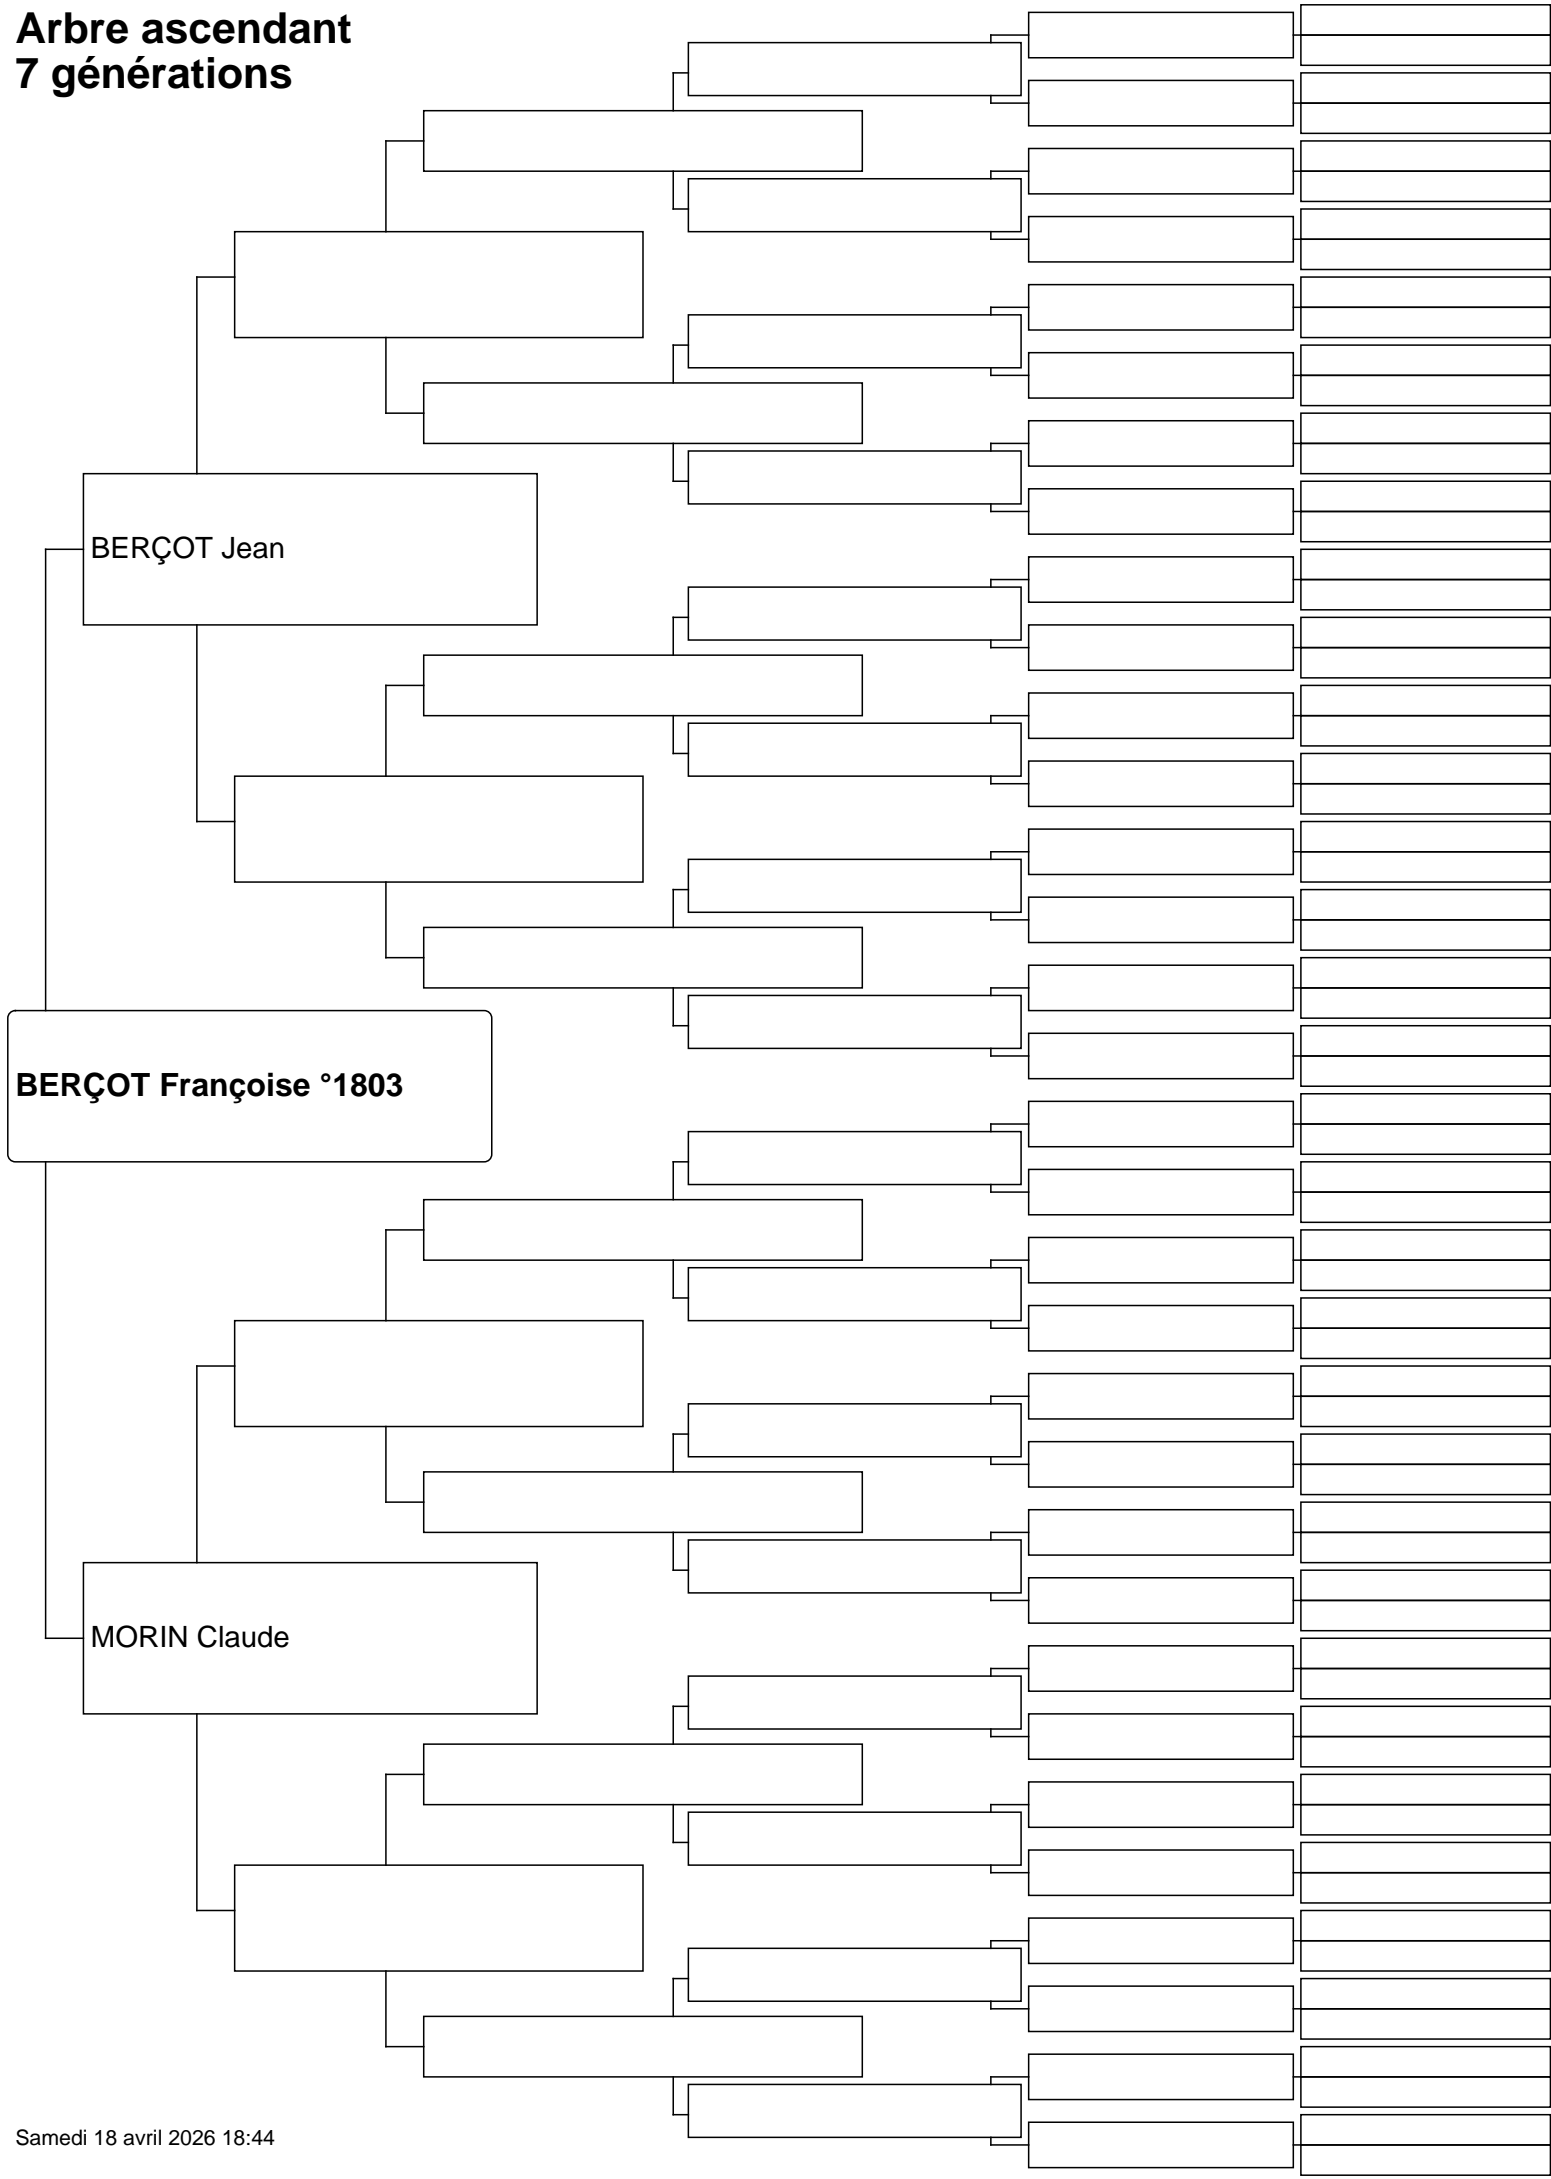 Arbre ascendant
7 générations
BERÇOT Jean
BERÇOT Françoise °1803
MORIN Claude
Samedi 18 avril 2026 18:44